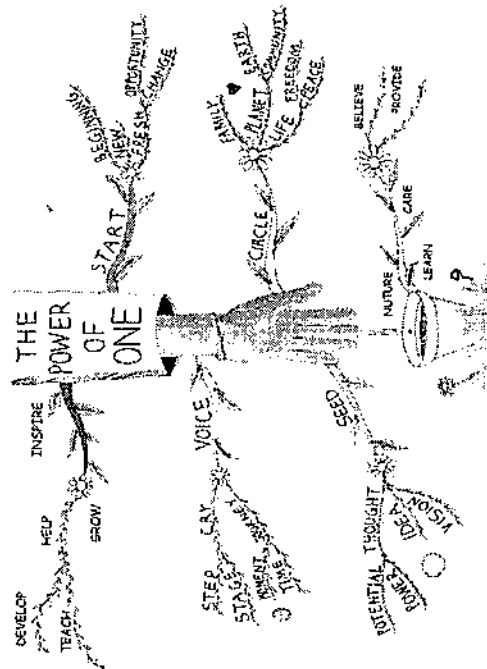 THE
POWER
OF
ONE
START
BEGINNING
NEW
FRESH
OPPORTUNITY
CHANGE
CIRCLE
FAMILY
PLANET
EARTH
COMMUNITY
LIFE
FREEDOM
PEACE
NUTURE
LEARN
CARE
BELIEVE
PROVIDE
?
SEED
THOUGHT
POTENTIAL
POWER
IDEA
VISION
VOICE
CRY
STEP
STAGE
MOMENT
JOURNEY
TIME
INSPIRE
GROW
HELP
DEVELOP
TEACH